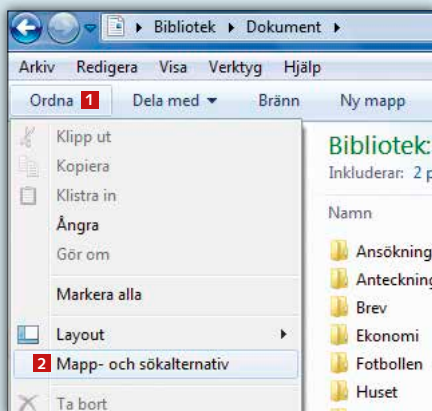 Bibliotek Dokument
Arkiv Redigera Visa Verktyg Hjälp
Ordna 1 Dela med Bränn Ny mapp
Klipp ut
Kopiera
Klistra in
Ångra
Gör om
Markera alla
Layout
2 Mapp- och sökalternativ
Ta bort
Bibliotek:
Inkluderar: 2 p
Namn
Ansökning
Anteckning
Brev
Ekonomi
Fotbollen
Huset